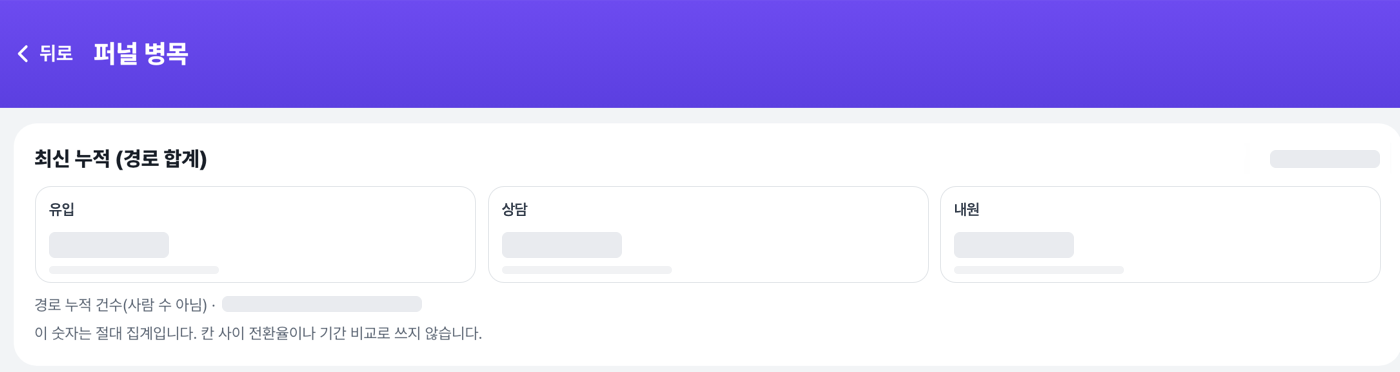 뒤로 퍼널 병목
최신 누적 (경로 합계)
유입
상담
내원
경로 누적 건수(사람 수 아님) ·
이 숫자는 절대 집계입니다. 칸 사이 전환율이나 기간 비교로 쓰지 않습니다.